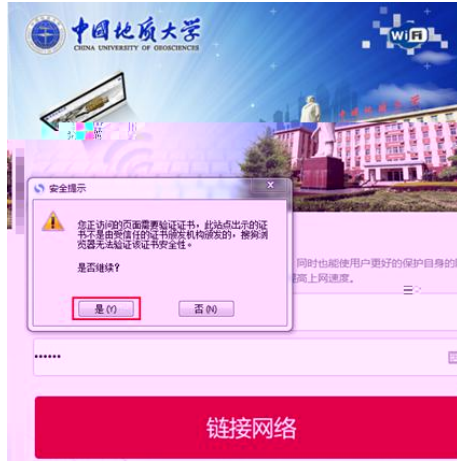 中国地质大学
CHINA UNIVERSITY OF GEOSCIENCES
WiFi
中国地质大学
安全提示
X
您正访问的页面需要验证证书，此站点出示的证
书不是由受信任的证书颁发机构颁发的，搜狗浏
览器无法验证该证书安全性。
是否继续?
同时也能使用户更好的保护自身的
提高上网速度。
是(Y)
否(N)
••••••
链接网络